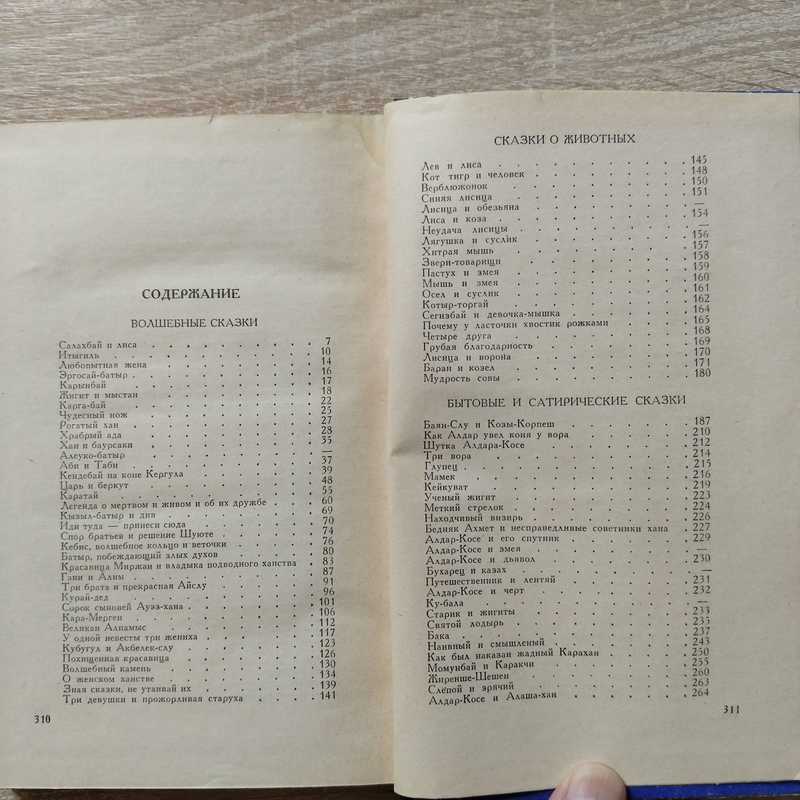 СОДЕРЖАНИЕ
ВОЛШЕБНЫЕ СКАЗКИ
Салахбай и лиса . . . 7
Итыгиль . . . 10
Любопытная жена . . . 14
Эргосай-батыр . . . 16
Карынбай . . . 17
Жигит и мыстан . . . 18
Карга-бай . . . 22
Чудесный нож . . . 25
Рогатый хан . . . 27
Храбрый ада . . . 28
Хан и баурсаки . . . 35
Алеуко-батыр . . . —
Аби и Таби . . . 37
Кендебай на коне Кергула . . . 39
Царь и беркут . . . 48
Каратай . . . 55
Легенда о мертвом и живом и об их дружбе . . . 60
Кызыл-батыр и див . . . 69
Иди туда — принеси сюда . . . 70
Спор братьев и решение Шуюте . . . 74
Кебис, волшебное кольцо и веточки . . . 76
Батыр, побеждающий злых духов . . . 80
Красавица Миржан и владыка подводного ханства . . . 83
Гани и Алим . . . 87
Три брата и прекрасная Айслу . . . 91
Курай-дед . . . 96
Сорок сыновей Ауэз-хана . . . 101
Кара-Мерген . . . 106
Великан Алпамыс . . . 112
У одной невесты три жениха . . . 117
Кубугул и Акбелек-слу . . . 123
Похищенная красавица . . . 126
Волшебный камень . . . 130
О женском ханстве . . . 134
Зная сказки, не утаивай их . . . 139
Три девушки и прожорливая старуха . . . 141
310
СКАЗКИ О ЖИВОТНЫХ
Лев и лиса . . . 145
Кот тигр и человек . . . 148
Верблюжонок . . . 150
Синяя лисица . . . 151
Лисица и обезьяна . . . —
Лиса и коза . . . 154
Неудача лисицы . . . —
Лягушка и суслик . . . 156
Хитрая мышь . . . 157
Звери-товарищи . . . 158
Пастух и змея . . . 159
Мышь и змея . . . 160
Осел и суслик . . . 161
Котыр-торгай . . . 162
Сегизбай и девочка-мышка . . . 164
Почему у ласточки хвостик рожками . . . 165
Четыре друга . . . 168
Грубая благодарность . . . 169
Лисица и ворона . . . 170
Баран и козел . . . 171
Мудрость совы . . . 180
БЫТОВЫЕ И САТИРИЧЕСКИЕ СКАЗКИ
Баян-Слу и Козы-Корпеш . . . 187
Как Алдар увел коня у вора . . . 210
Шутка Алдара-Косе . . . 212
Три вора . . . 214
Глупец . . . 215
Мамек . . . 216
Кейкуват . . . 219
Ученый жигит . . . 223
Меткий стрелок . . . 224
Находчивый визирь . . . 226
Бедняк Ахмет и несправедливые советники хана . . . 227
Алдар-Косе и его спутник . . . 229
Алдар-Косе и змея . . . —
Алдар-Косе и дьявол . . . 230
Бухарец и казах . . . —
Путешественник и лентяй . . . 231
Алдар-Косе и черт . . . 232
Ку-бала . . . —
Старик и жигиты . . . 233
Святой лодырь . . . 235
Бака . . . 237
Наивный и смышленый . . . 243
Как был наказан жадный Карахан . . . 250
Момунбай и Каракчи . . . 255
Жиренше-Шешен . . . 260
Слепой и зрячий . . . 263
Алдар-Косе и Алаша-хан . . . 264
311